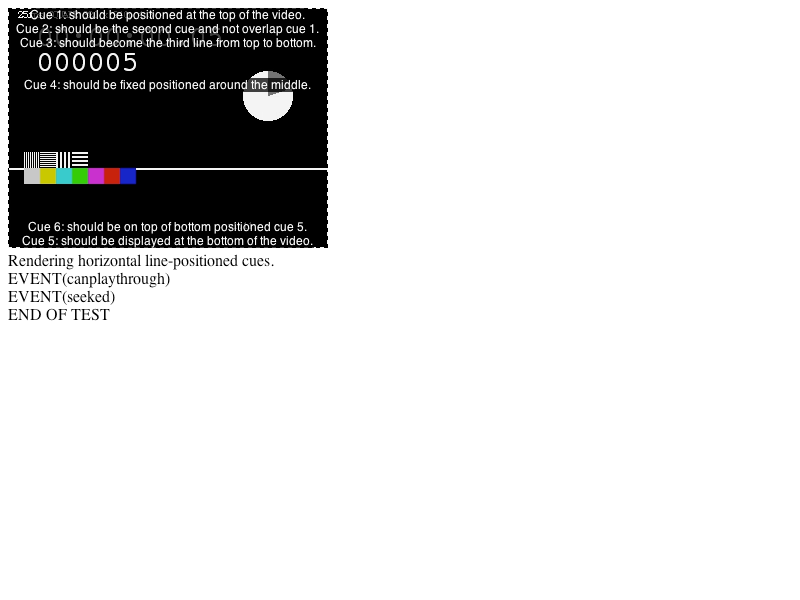 Cue 1: should be positioned at the top of the video.
Cue 2: should be the second cue and not overlap cue 1.
Cue 3: should become the third line from top to bottom.
000005
Cue 4: should be fixed positioned around the middle.
Cue 6: should be on top of bottom positioned cue 5.
Cue 5: should be displayed at the bottom of the video.
Rendering horizontal line-positioned cues.
EVENT(canplaythrough)
EVENT(seeked)
END OF TEST